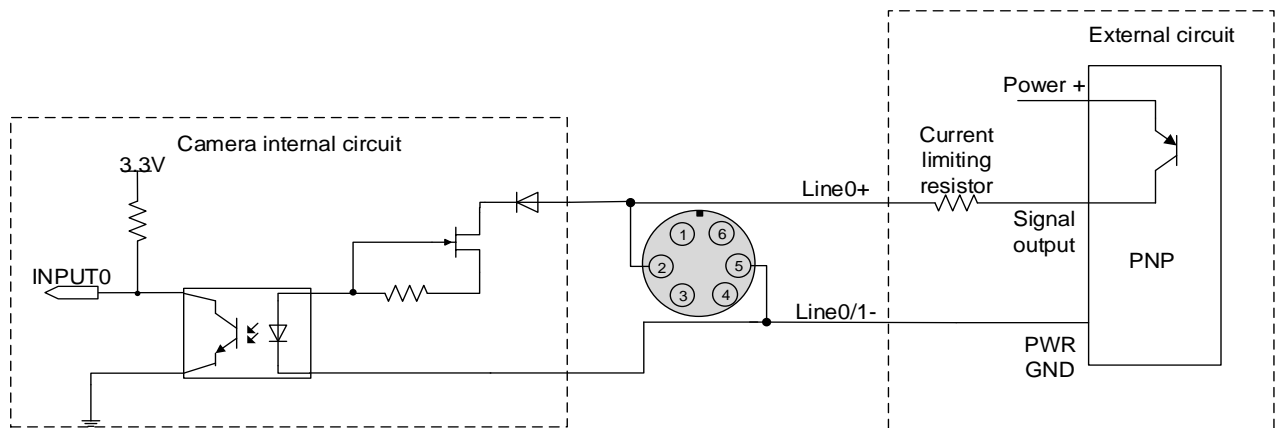 External circuit
Power +
Camera internal circuit
3.3V
Current
limiting
resistor
Line0+
Signal
output
1
6
2
5
PNP
INPUT0
3
4
Line0/1-
PWR
GND